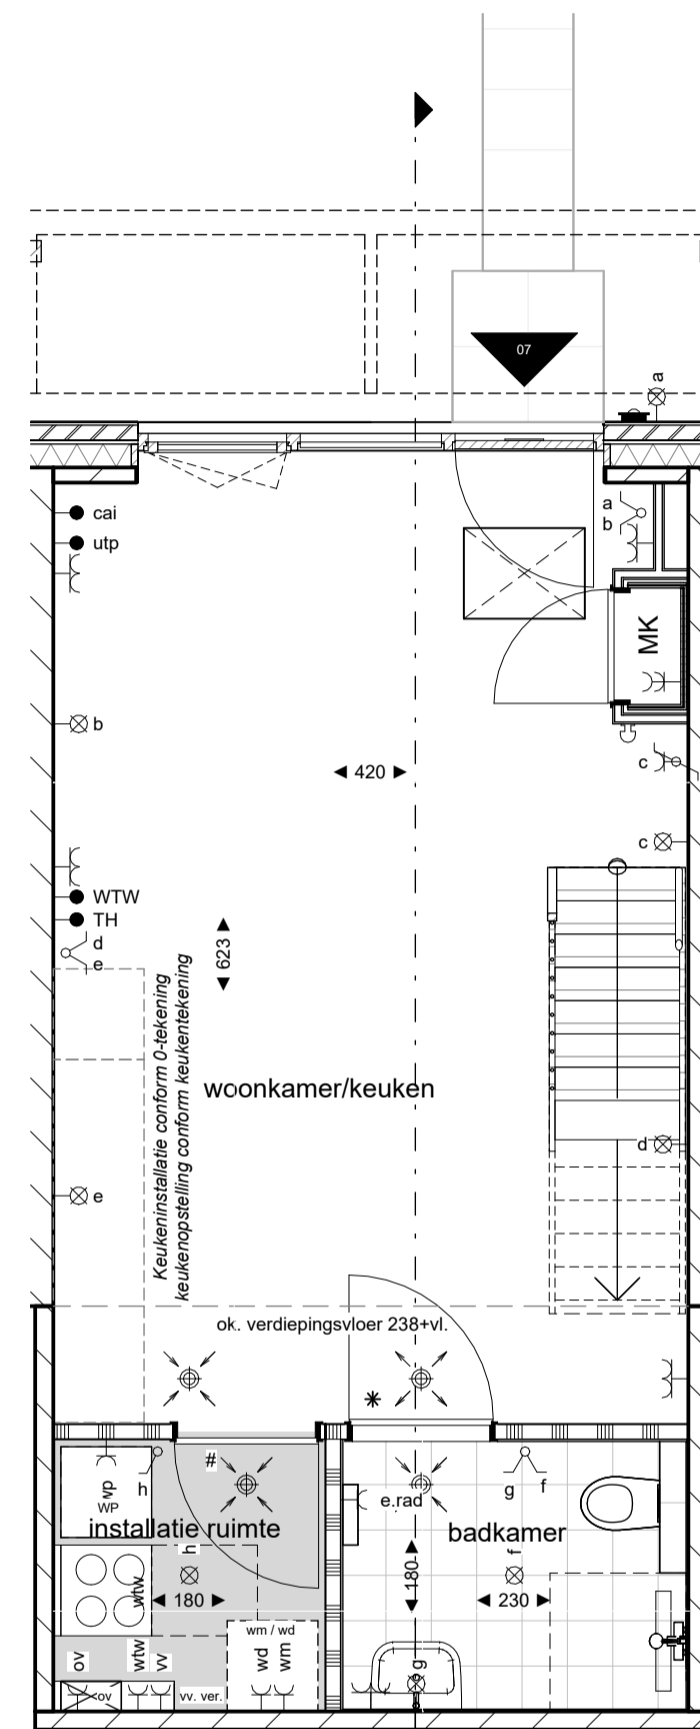 07
a
cai
utp
a
b
MK
b
420
c
c
WTW
TH
d
e
623
Keukeninstallatie conform 0-tekening
keukenopstelling conform keukentekening
woonkamer/keuken
d
e
ok. verdiepingsvloer 238+vl.
*
#
wp
WP
h
e.rad
g
f
installatie ruimte
badkamer
h
f
wtw
180
180
230
wm / wd
ov
wtw
vv
wd
wm
g
ov
vv. ver.